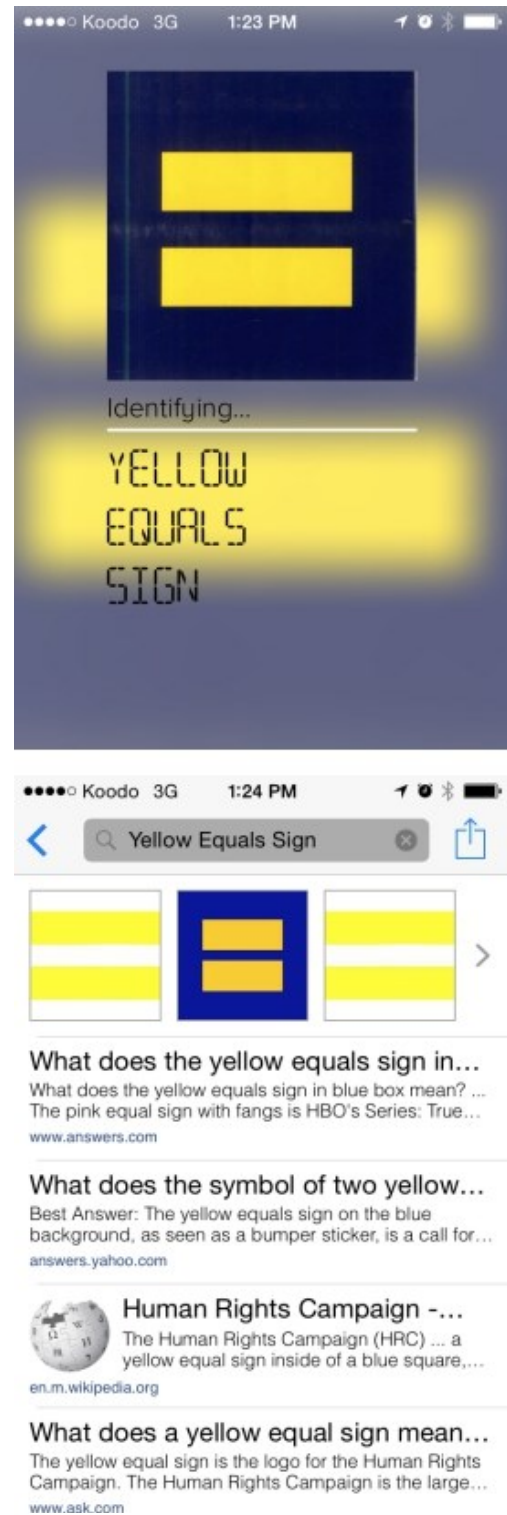 Koodo 3G 1:23 PM
Identifying...
YELLOW
EQUALS
SIGN
Koodo 3G 1:24 PM
Yellow Equals Sign
What does the yellow equals sign in...
What does the yellow equals sign in blue box mean? ...
The pink equal sign with fangs is HBO's Series: True...
www.answers.com
What does the symbol of two yellow...
Best Answer: The yellow equals sign on the blue
background, as seen as a bumper sticker, is a call for...
answers.yahoo.com
Human Rights Campaign -...
The Human Rights Campaign (HRC) ... a
yellow equal sign inside of a blue square,...
en.m.wikipedia.org
What does a yellow equal sign mean...
The yellow equal sign is the logo for the Human Rights
Campaign. The Human Rights Campaign is the large...
www.ask.com